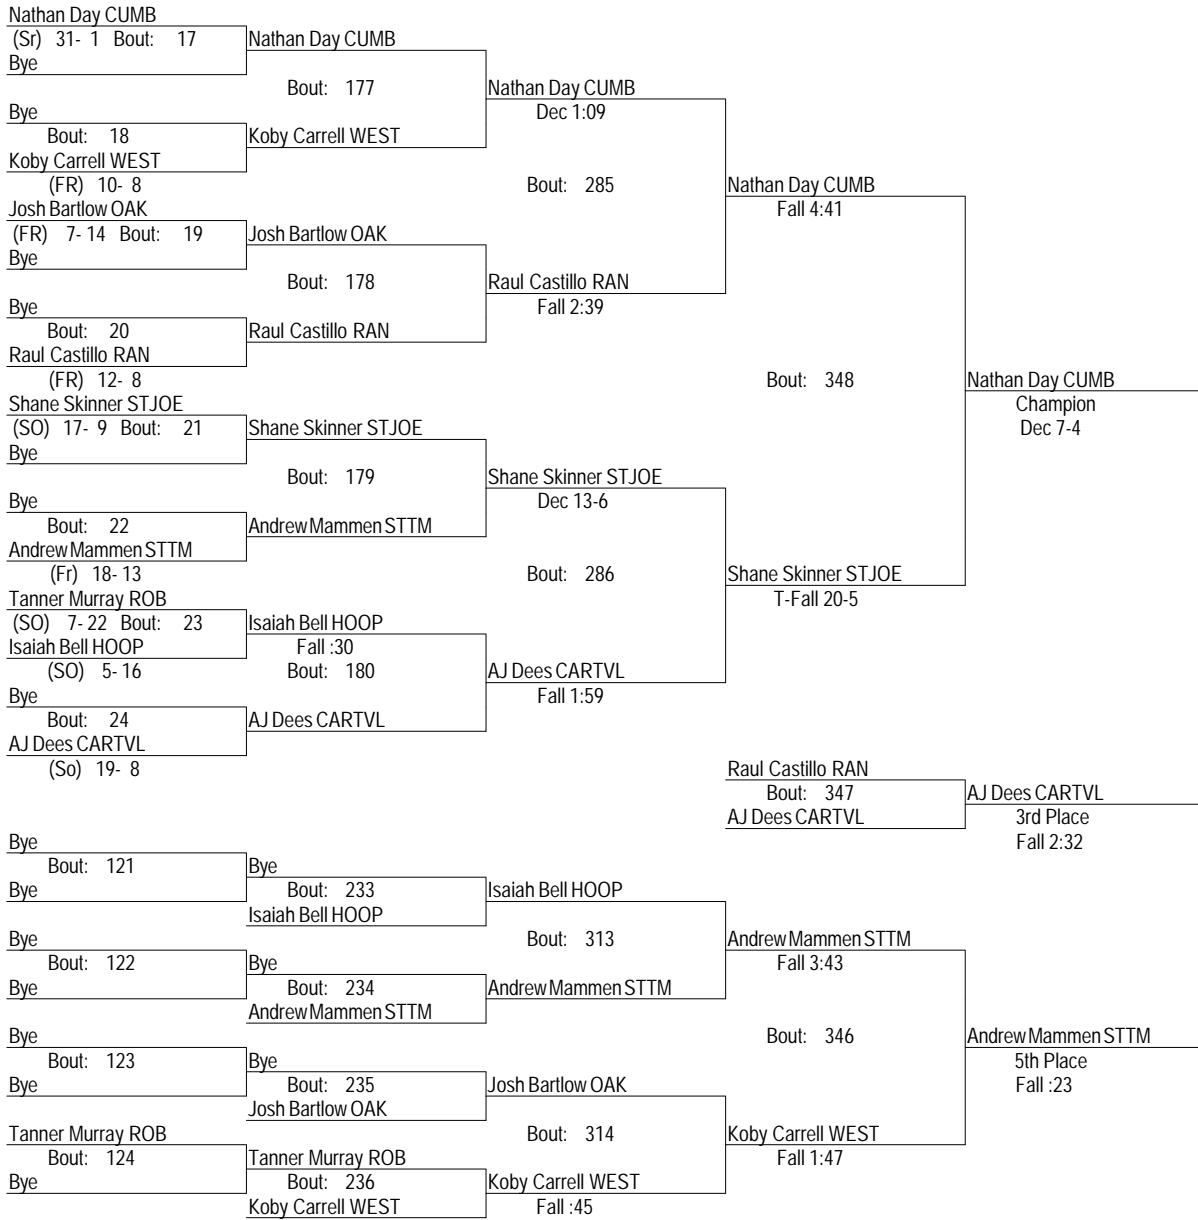 Nathan Day CUMB
(Sr) 31- 1 Bout: 17 Nathan Day CUMB
Bye
Bout: 177 Nathan Day CUMB
Bye Dec 1:09
Bout: 18 Koby Carrell WEST
Koby Carrell WEST
(FR) 10- 8 Bout: 285 Nathan Day CUMB
Josh Bartlow OAK Fall 4:41
(FR) 7- 14 Bout: 19 Josh Bartlow OAK
Bye
Bout: 178 Raul Castillo RAN
Bye Fall 2:39
Bout: 20 Raul Castillo RAN
Raul Castillo RAN
(FR) 12- 8 Bout: 348 Nathan Day CUMB
Shane Skinner STJOE Champion
(SO) 17- 9 Bout: 21 Shane Skinner STJOE Dec 7-4
Bye
Bout: 179 Shane Skinner STJOE
Bye Dec 13-6
Bout: 22 Andrew Mammen STTM
Andrew Mammen STTM
(Fr) 18- 13 Bout: 286 Shane Skinner STJOE
Tanner Murray ROB T-Fall 20-5
(SO) 7- 22 Bout: 23 Isaiah Bell HOOP
Isaiah Bell HOOP Fall :30
(SO) 5- 16 Bout: 180 AJ Dees CARTVL
Bye Fall 1:59
Bout: 24 AJ Dees CARTVL
AJ Dees CARTVL
(So) 19- 8 Raul Castillo RAN
Bout: 347 AJ Dees CARTVL
AJ Dees CARTVL 3rd Place
Bye Fall 2:32
Bout: 121 Bye
Bye Bout: 233 Isaiah Bell HOOP
Isaiah Bell HOOP
Bye Bout: 313 Andrew Mammen STTM
Bout: 122 Bye Fall 3:43
Bye Bout: 234 Andrew Mammen STTM
Andrew Mammen STTM
Bye Bout: 346 Andrew Mammen STTM
Bout: 123 Bye 5th Place
Bye Bout: 235 Josh Bartlow OAK Fall :23
Josh Bartlow OAK
Tanner Murray ROB Bout: 314 Koby Carrell WEST
Bout: 124 Tanner Murray ROB Fall 1:47
Bye Bout: 236 Koby Carrell WEST
Koby Carrell WEST Fall :45